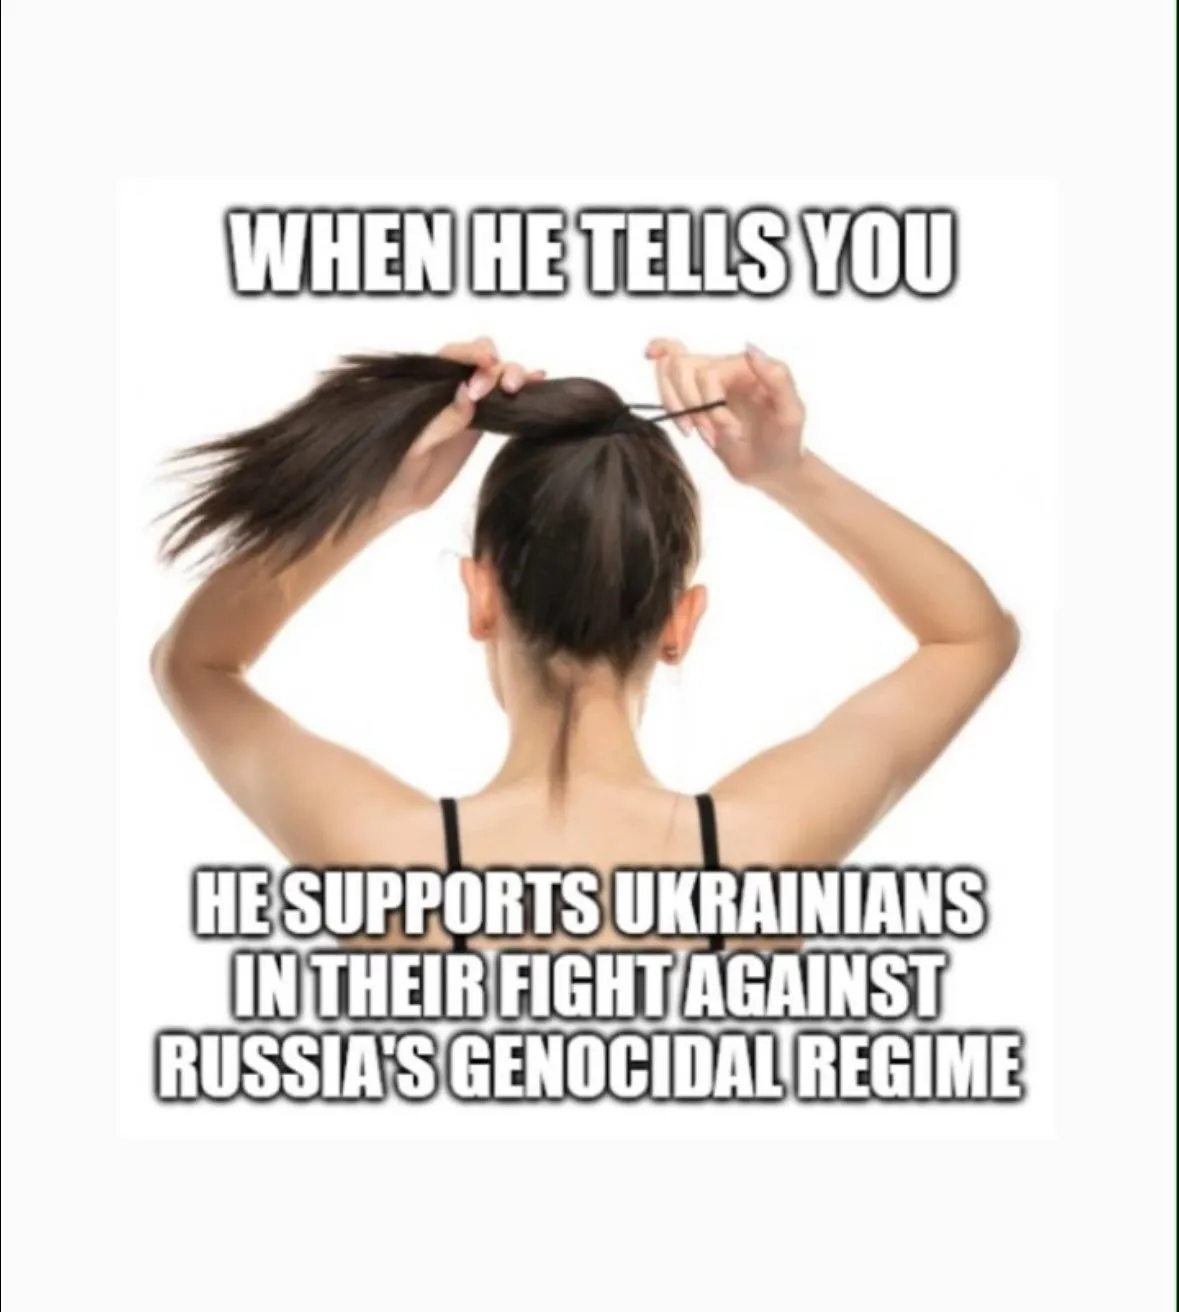 WHEN HE TELLS YOU
HE SUPPORTS UKRAINIANS
IN THEIR FIGHT AGAINST
RUSSIA'S GENOCIDAL REGIME